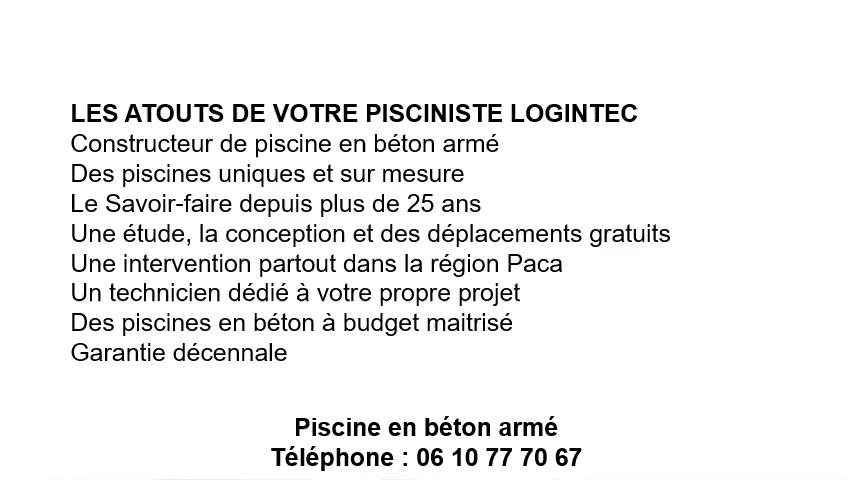 LES ATOUTS DE VOTRE PISCINISTE LOGINTEC
Constructeur de piscine en béton armé
Des piscines uniques et sur mesure
Le Savoir-faire depuis plus de 25 ans
Une étude, la conception et des déplacements gratuits
Une intervention partout dans la région Paca
Un technicien dédié à votre propre projet
Des piscines en béton à budget maitrisé
Garantie décennale
Piscine en béton armé
Téléphone : 06 10 77 70 67